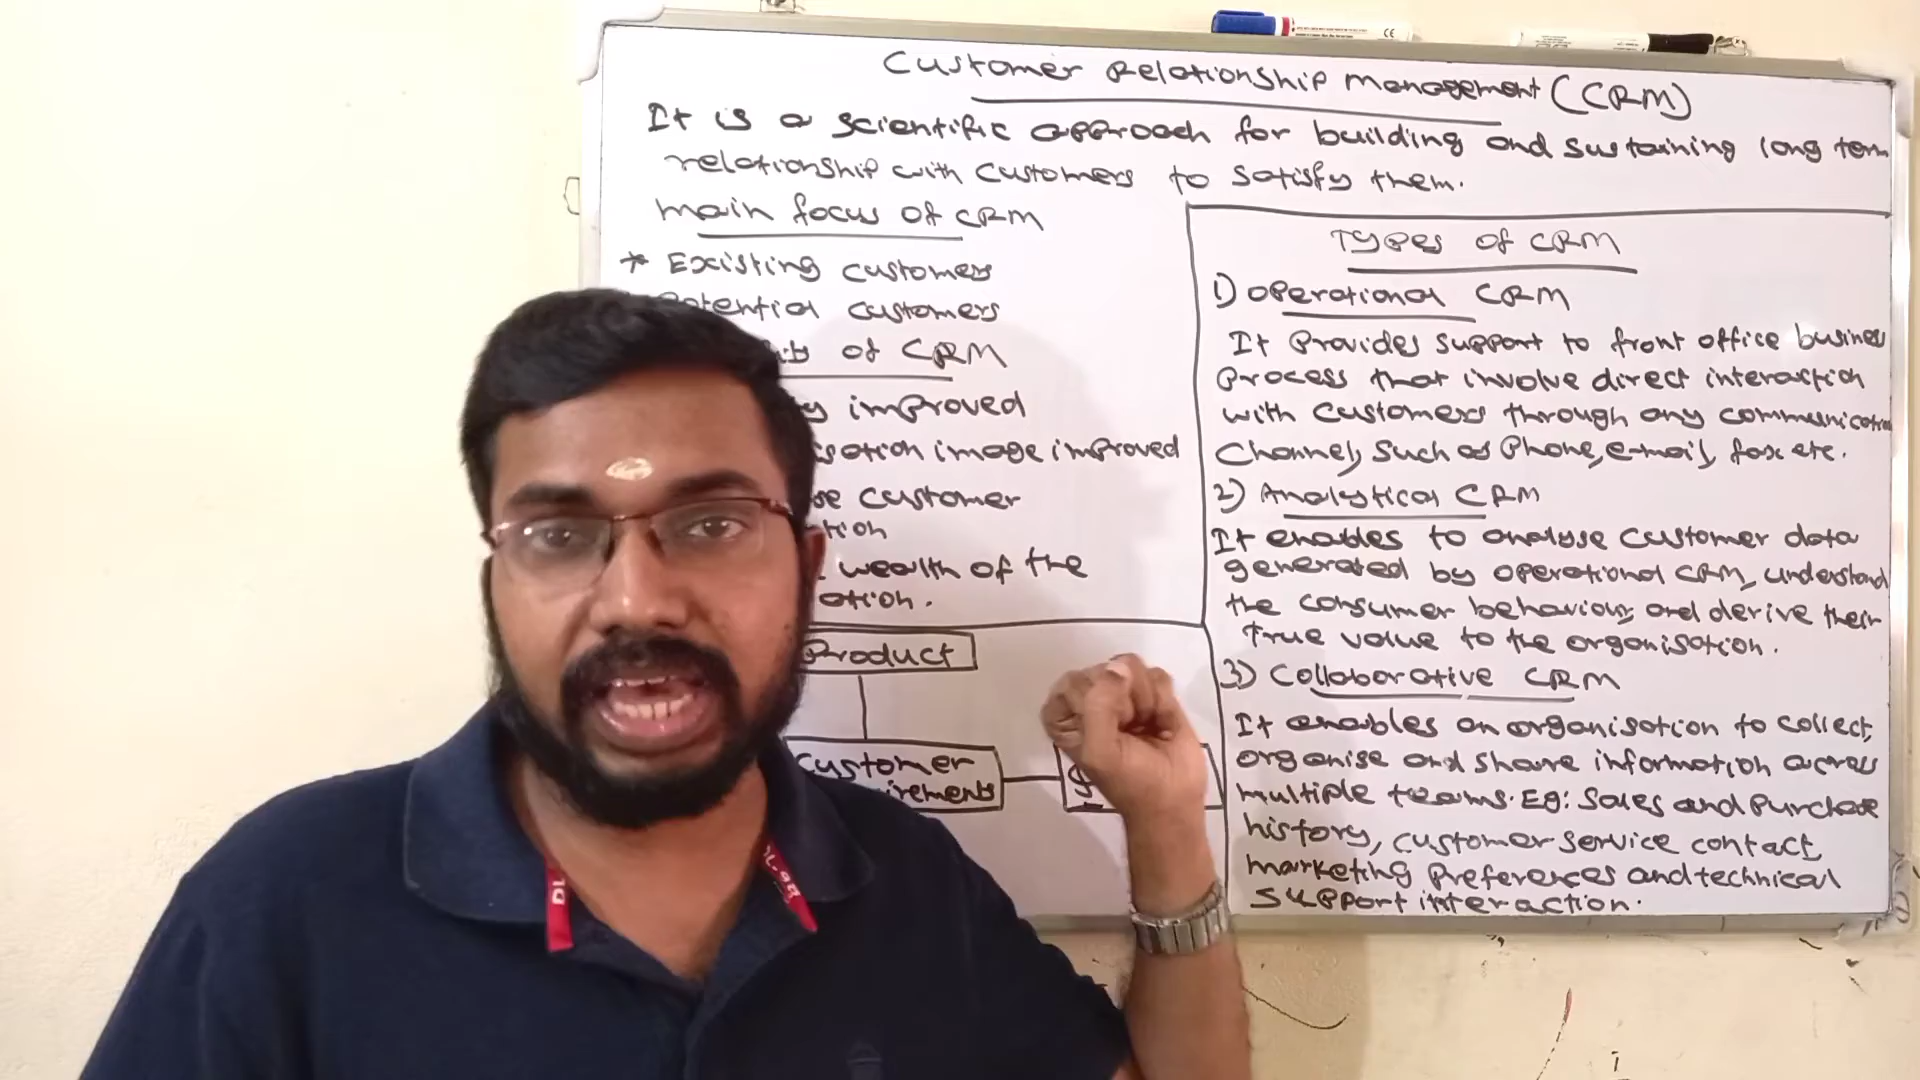 Customer Relationship Management (CRM)
It is a scientific approach for building and sustaining long term
relationship with customers to satisfy them.
main focus of CRM
* Existing customers
Potential customers
of CRM
improved
image improved
customer
wealth of the
Product
Customer
Types of CRM
1) Operational CRM
It Provides support to front office business
Process that involve direct interaction
with customers through any communication
Channel, such as Phone, e-mail, fax etc.
2) Analytical CRM
It enables to analyse customer data
generated by operational CRM, understand
the consumer behaviour, and derive their
True value to the organisation.
3) Collaborative CRM
It enables an organisation to collect,
organise and share information across
multiple teams. Eg: Sales and Purchase
history, customer service contact,
marketing Preferences and technical
support interaction.